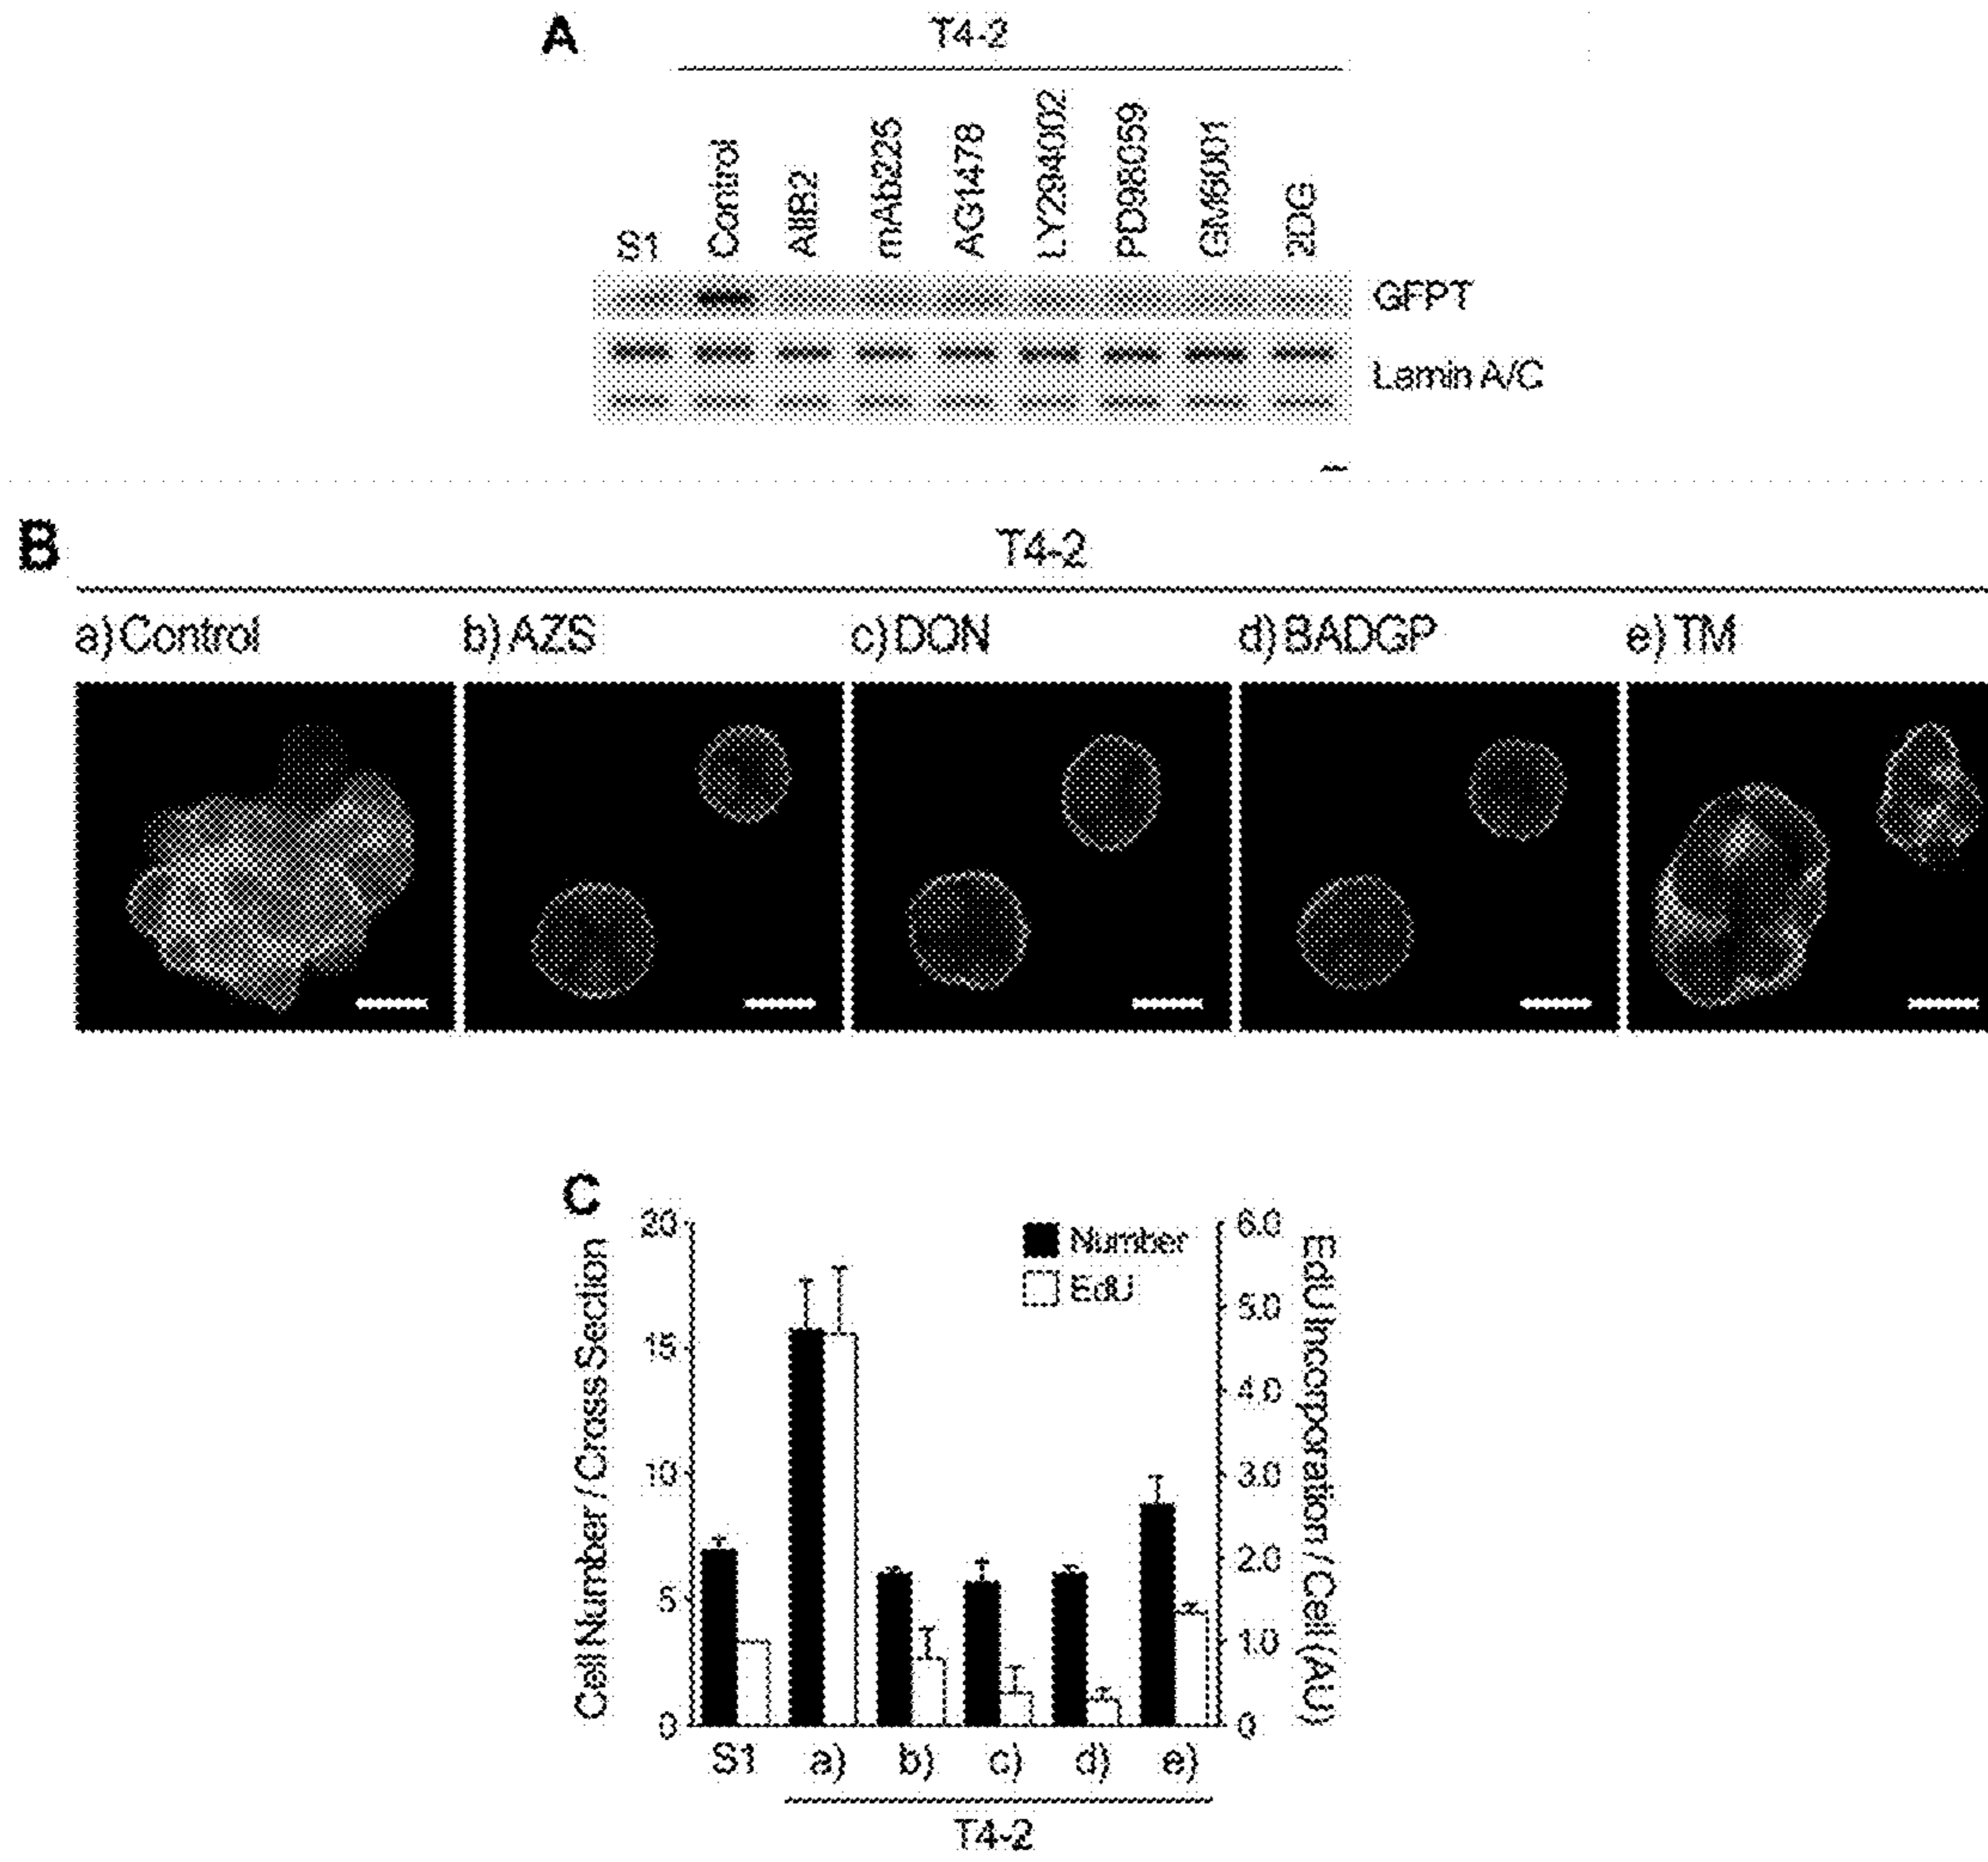 A
T4-2
S1 Control AIIB2 mAb225 AG1478 LY294002 PD98059 GM6001 2DG
GFPT
Lamin A/C
B
T4-2
a) Control b) AZS c) DON d) BADGP e) TM
C
Cell Number / Cross Section
20
15
10
5
0
Number
EdU
6.0
5.0
4.0
3.0
2.0
1.0
0
EdU Incorporation / Cell (AU)
S1 a) b) c) d) e)
T4-2